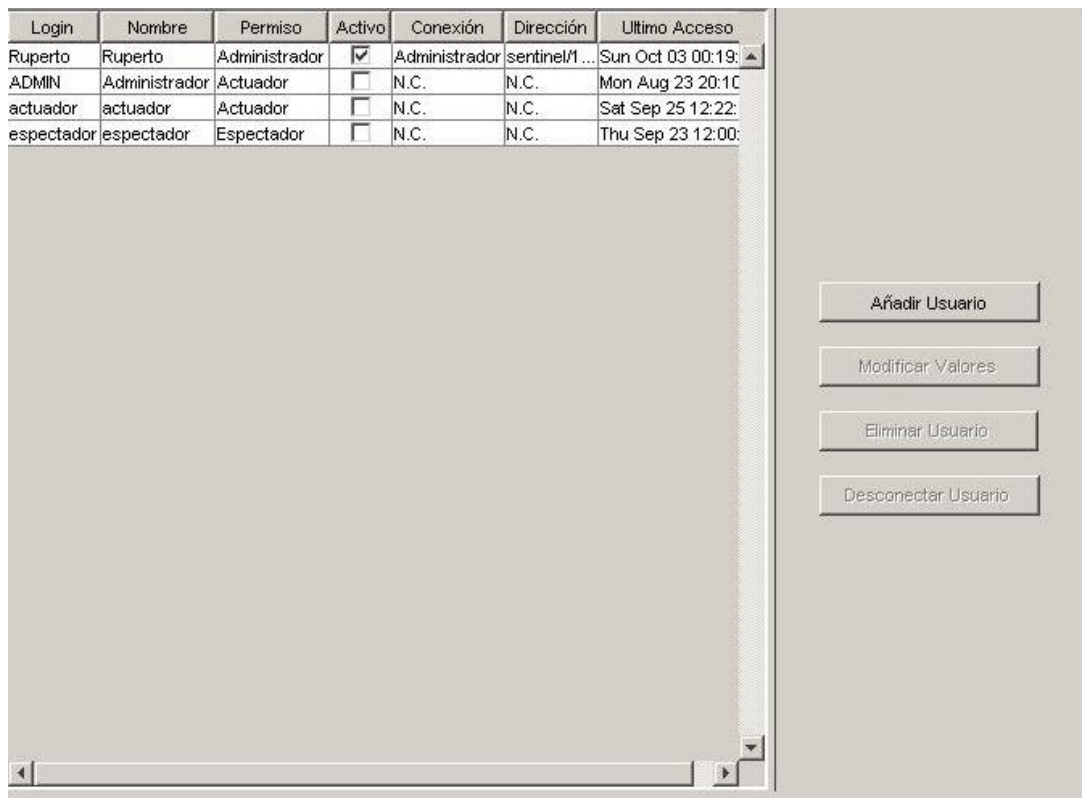 Login Nombre Permiso Activo Conexión Dirección Ultimo Acceso
Ruperto Ruperto Administrador Administrador sentinel/1... Sun Oct 03 00:19:
ADMIN Administrador Actuador N.C. N.C. Mon Aug 23 20:10
actuador actuador Actuador N.C. N.C. Sat Sep 25 12:22:
espectador espectador Espectador N.C. N.C. Thu Sep 23 12:00:
Añadir Usuario
Modificar Valores
Eliminar Usuario
Desconectar Usuario